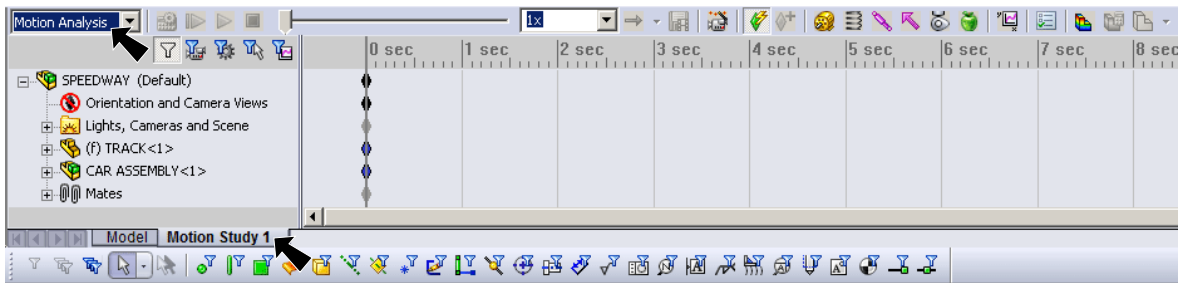 Motion Analysis 1x
0 sec 1 sec 2 sec 3 sec 4 sec 5 sec 6 sec 7 sec 8 sec
SPEEDWAY (Default)
Orientation and Camera Views
Lights, Cameras and Scene
(f) TRACK<1>
CAR ASSEMBLY<1>
Mates
Model Motion Study 1